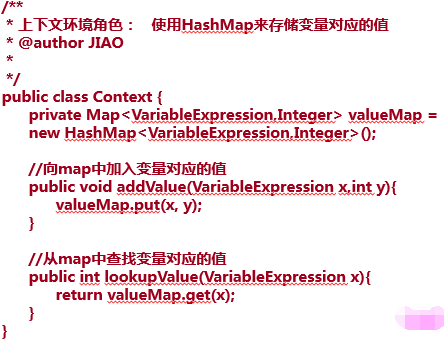 /**
 * 上下文环境角色： 使用HashMap来存储变量对应的值
 * @author JIAO
 *
 */
public class Context {
    private Map<VariableExpression,Integer> valueMap =
    new HashMap<VariableExpression,Integer>();
    //向map中加入变量对应的值
    public void addValue(VariableExpression x,int y){
        valueMap.put(x, y);
    }
    //从map中查找变量对应的值
    public int lookupValue(VariableExpression x){
        return valueMap.get(x);
    }
}